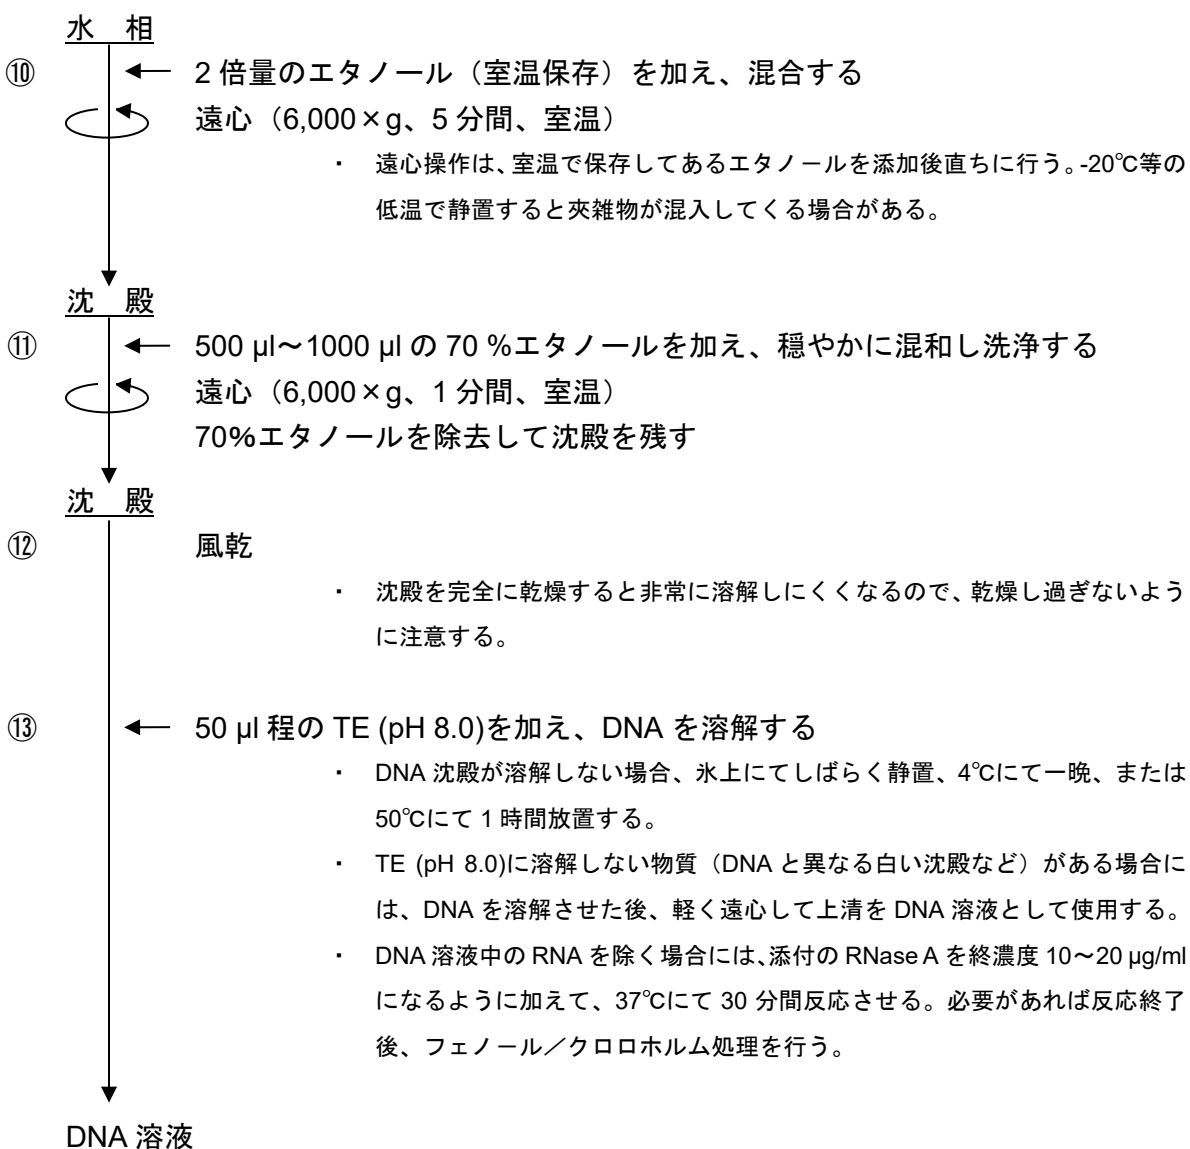 水　相
⑩ 2 倍量のエタノール（室温保存）を加え、混合する
遠心（6,000×g、5 分間、室温）
・ 遠心操作は、室温で保存してあるエタノールを添加後直ちに行う。-20℃等の
低温で静置すると夾雑物が混入してくる場合がある。
沈　殿
⑪ 500 µl～1000 µl の 70 %エタノールを加え、穏やかに混和し洗浄する
遠心（6,000×g、1 分間、室温）
70%エタノールを除去して沈殿を残す
沈　殿
⑫ 風乾
・ 沈殿を完全に乾燥すると非常に溶解しにくくなるので、乾燥し過ぎないよう
に注意する。
⑬ 50 µl 程の TE (pH 8.0)を加え、DNA を溶解する
・ DNA 沈殿が溶解しない場合、氷上にてしばらく静置、4℃にて一晩、または
50℃にて 1 時間放置する。
・ TE (pH 8.0)に溶解しない物質（DNA と異なる白い沈殿など）がある場合に
は、DNA を溶解させた後、軽く遠心して上清を DNA 溶液として使用する。
・ DNA 溶液中の RNA を除く場合には、添付の RNase A を終濃度 10～20 µg/ml
になるように加えて、37℃にて 30 分間反応させる。必要があれば反応終了
後、フェノール／クロロホルム処理を行う。
DNA 溶液